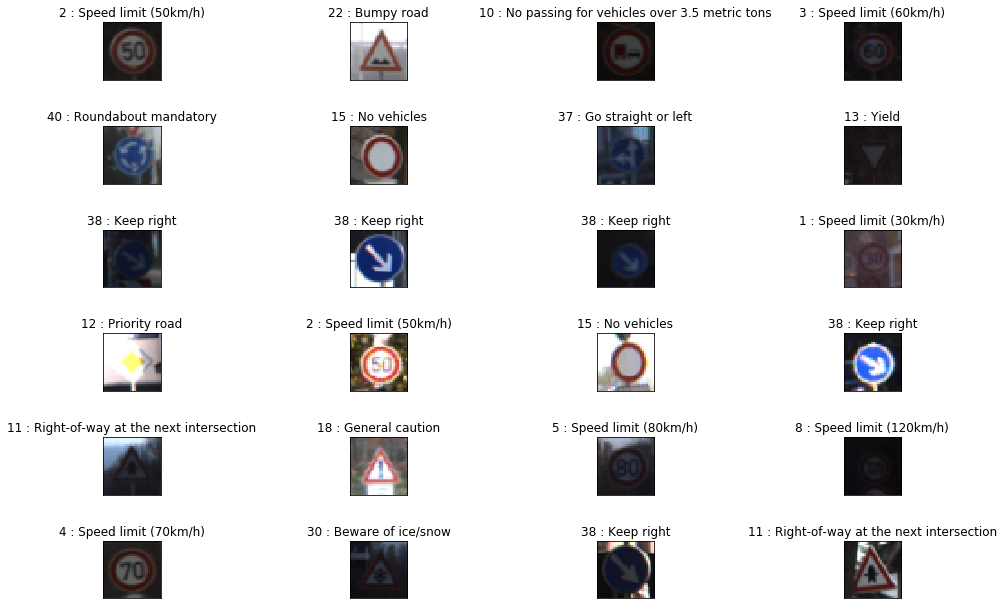 2 : Speed limit (50km/h)
22 : Bumpy road
10 : No passing for vehicles over 3.5 metric tons
3 : Speed limit (60km/h)
50
60
40 : Roundabout mandatory
15 : No vehicles
37 : Go straight or left
13 : Yield
38 : Keep right
38 : Keep right
38 : Keep right
1 : Speed limit (30km/h)
30
12 : Priority road
2 : Speed limit (50km/h)
15 : No vehicles
38 : Keep right
50
11 : Right-of-way at the next intersection
18 : General caution
5 : Speed limit (80km/h)
8 : Speed limit (120km/h)
80
4 : Speed limit (70km/h)
30 : Beware of ice/snow
38 : Keep right
11 : Right-of-way at the next intersection
70